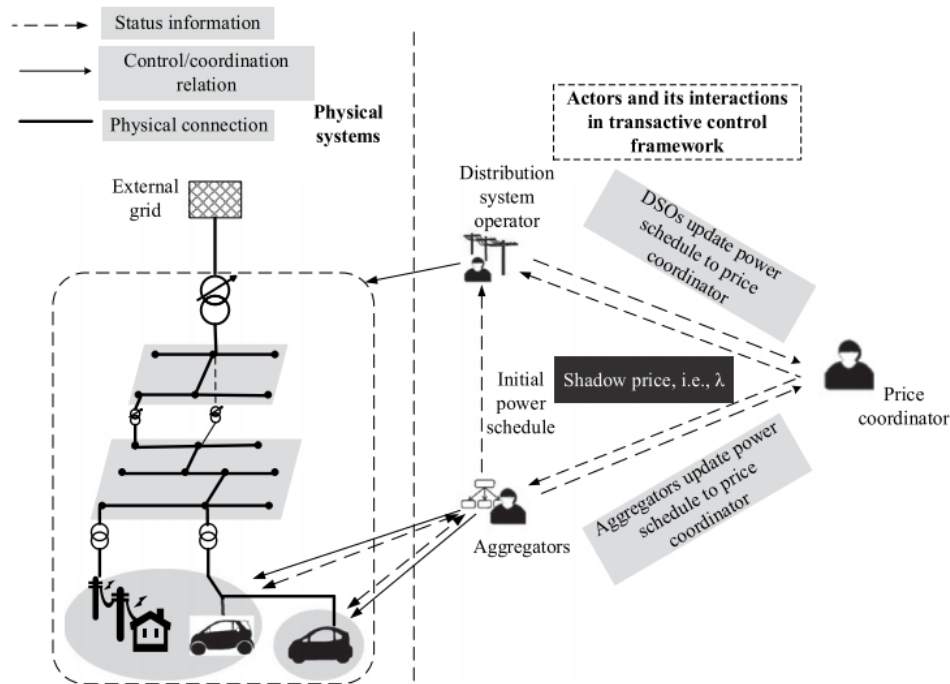 Status information
Control/coordination
relation
Physical connection
Physical
systems
Actors and its interactions
in transactive control
framework
External
grid
Distribution
system
operator
DSOs update power
schedule to price
coordinator
Initial
power
schedule
Shadow price, i.e., λ
Price
coordinator
Aggregators
Aggregators update power
schedule to price
coordinator